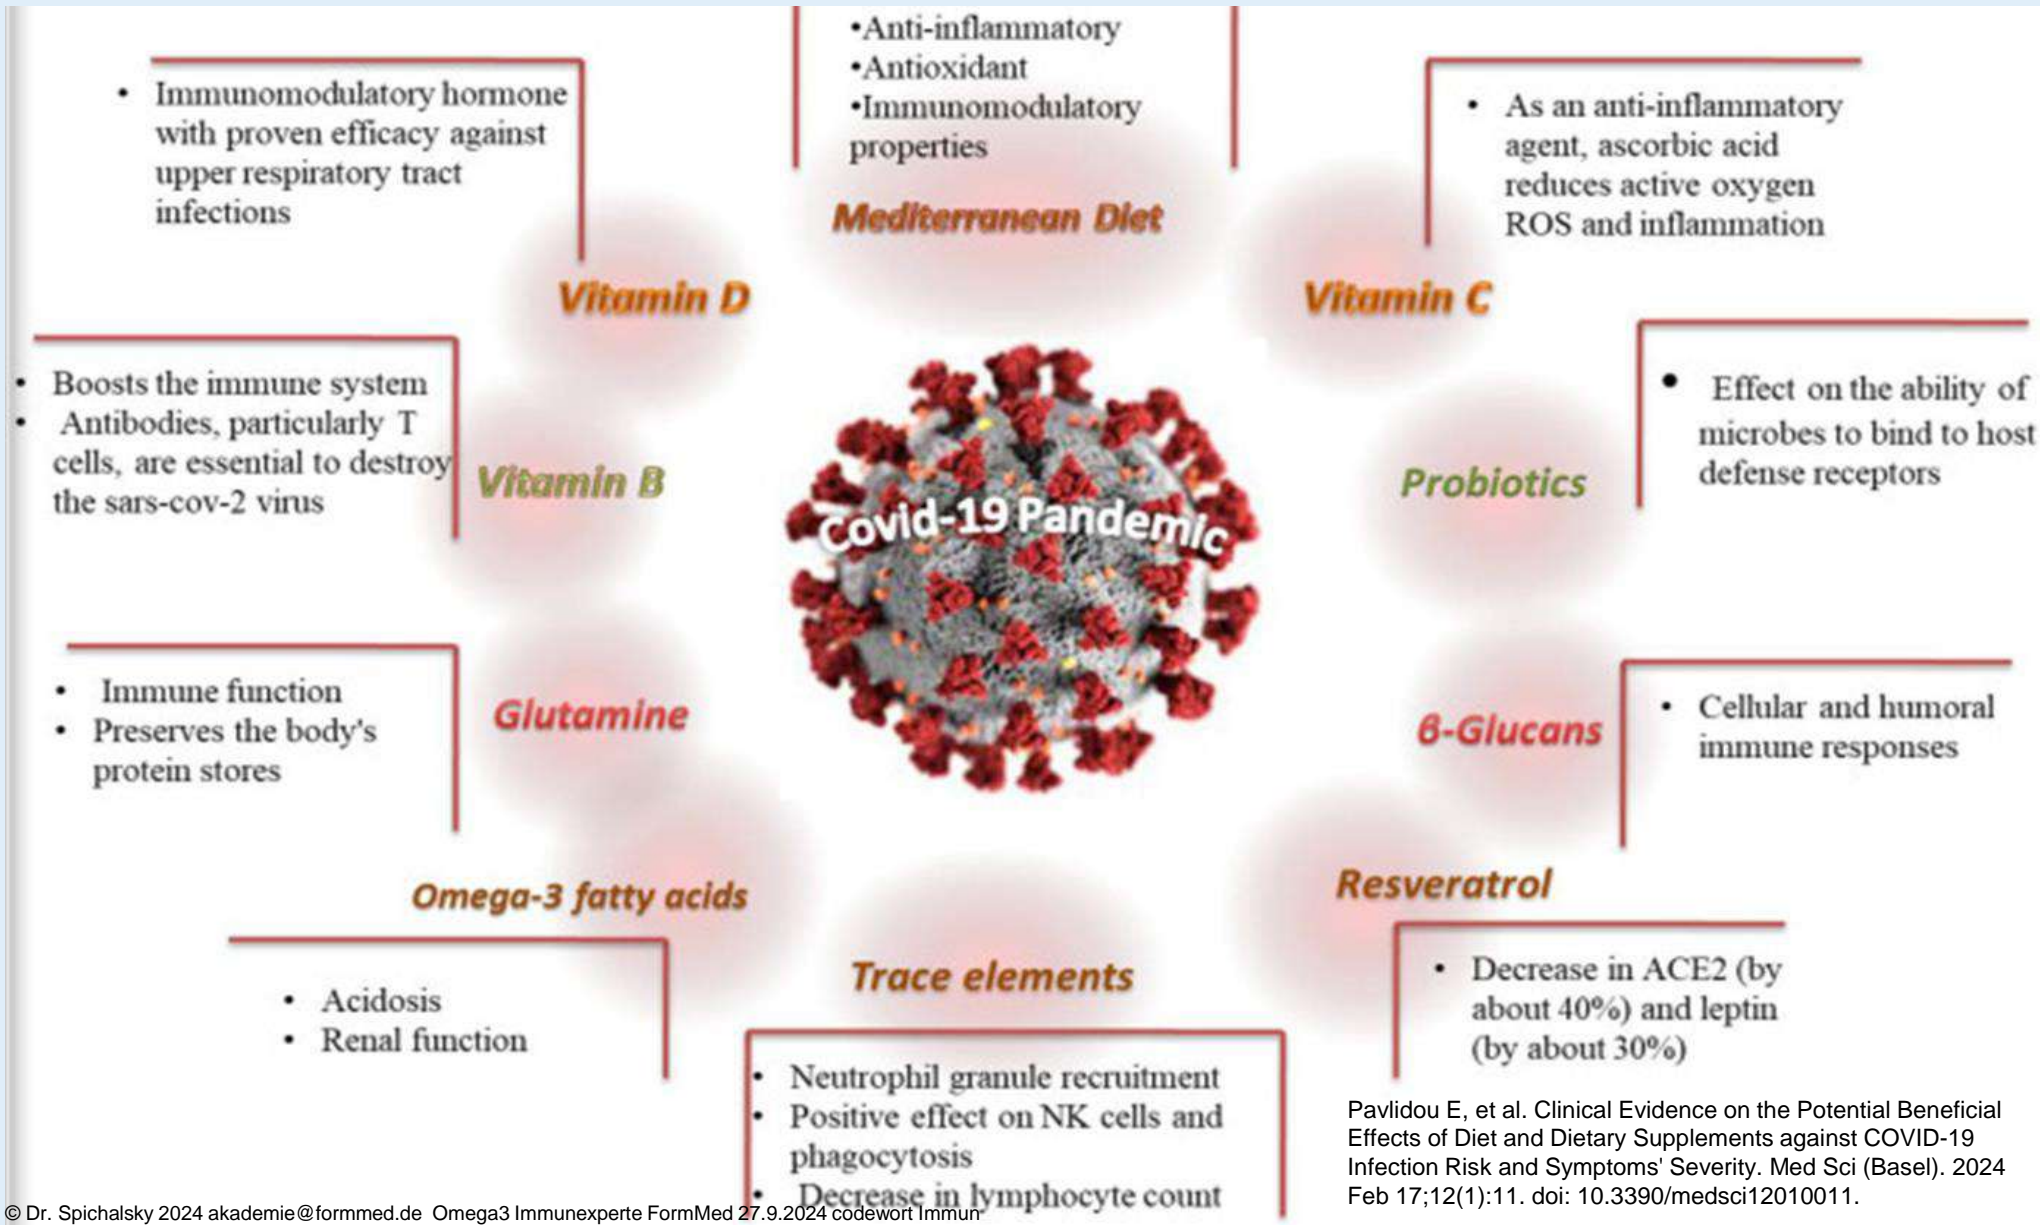 •Anti-inflammatory
•Antioxidant
•Immunomodulatory
properties
Mediterranean Diet
• Immunomodulatory hormone
with proven efficacy against
upper respiratory tract
infections
Vitamin D
• As an anti-inflammatory
agent, ascorbic acid
reduces active oxygen
ROS and inflammation
Vitamin C
• Boosts the immune system
• Antibodies, particularly T
cells, are essential to destroy
the sars-cov-2 virus
Vitamin B
Covid-19 Pandemic
• Effect on the ability of
microbes to bind to host
defense receptors
Probiotics
• Immune function
• Preserves the body's
protein stores
Glutamine
• Cellular and humoral
immune responses
β-Glucans
Omega-3 fatty acids
• Acidosis
• Renal function
Trace elements
• Neutrophil granule recruitment
• Positive effect on NK cells and
phagocytosis
• Decrease in lymphocyte count
Resveratrol
• Decrease in ACE2 (by
about 40%) and leptin
(by about 30%)
Pavlidou E, et al. Clinical Evidence on the Potential Beneficial
Effects of Diet and Dietary Supplements against COVID-19
Infection Risk and Symptoms' Severity. Med Sci (Basel). 2024
Feb 17;12(1):11. doi: 10.3390/medsci12010011.
© Dr. Spichalsky 2024 akademie@formmed.de Omega3 Immunexperte FormMed 27.9.2024 codewort Immun